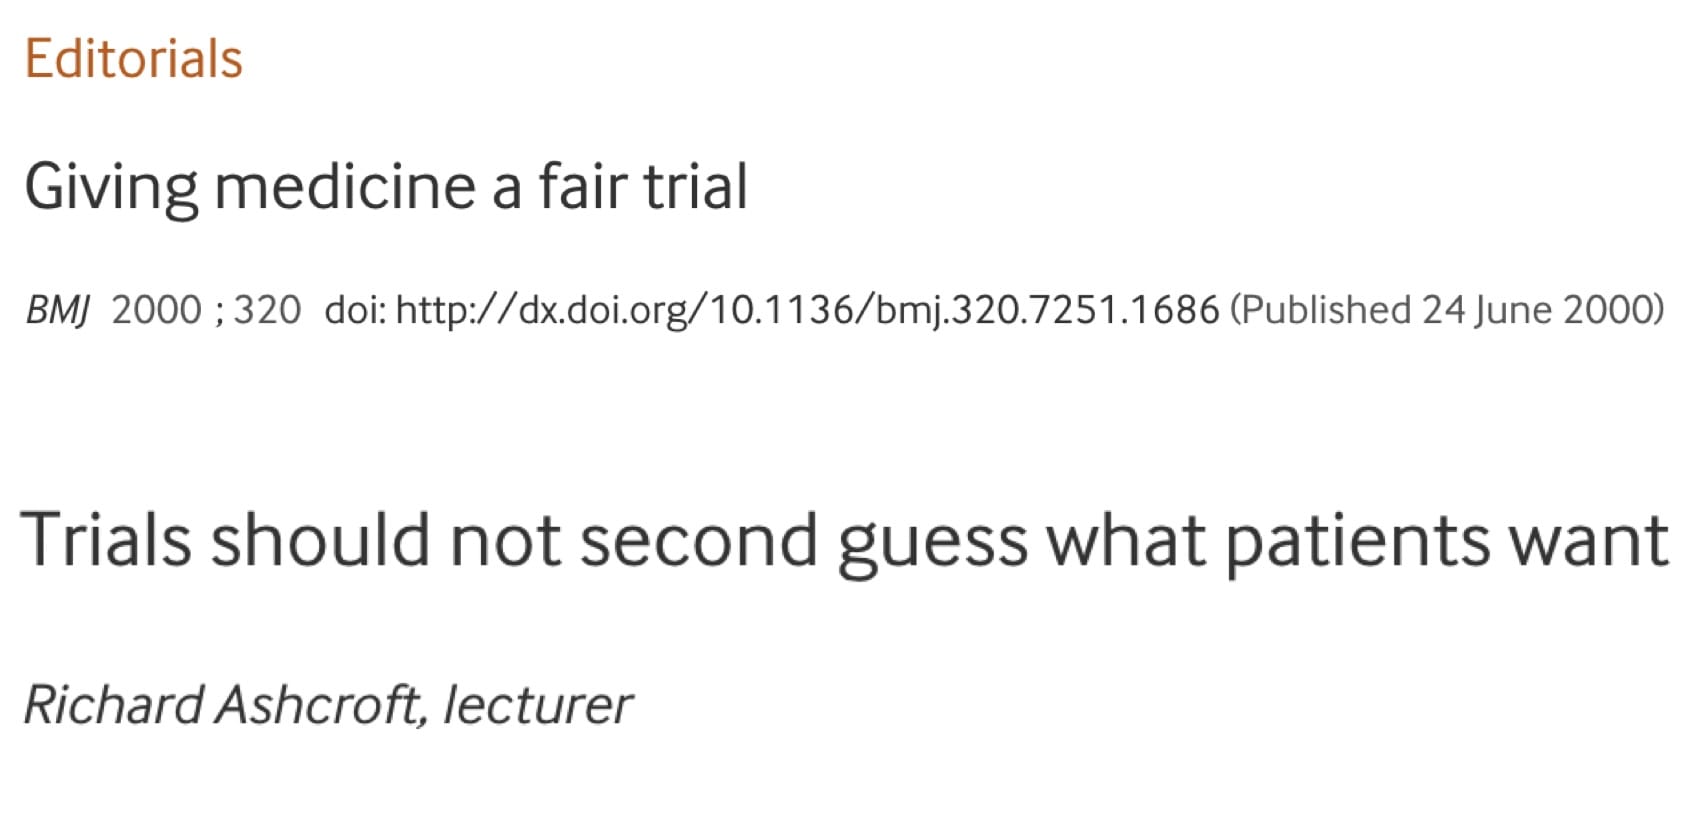 Editorials
Giving medicine a fair trial
BMJ 2000 ; 320 doi: http://dx.doi.org/10.1136/bmj.320.7251.1686 (Published 24 June 2000)
Trials should not second guess what patients want
Richard Ashcroft, lecturer